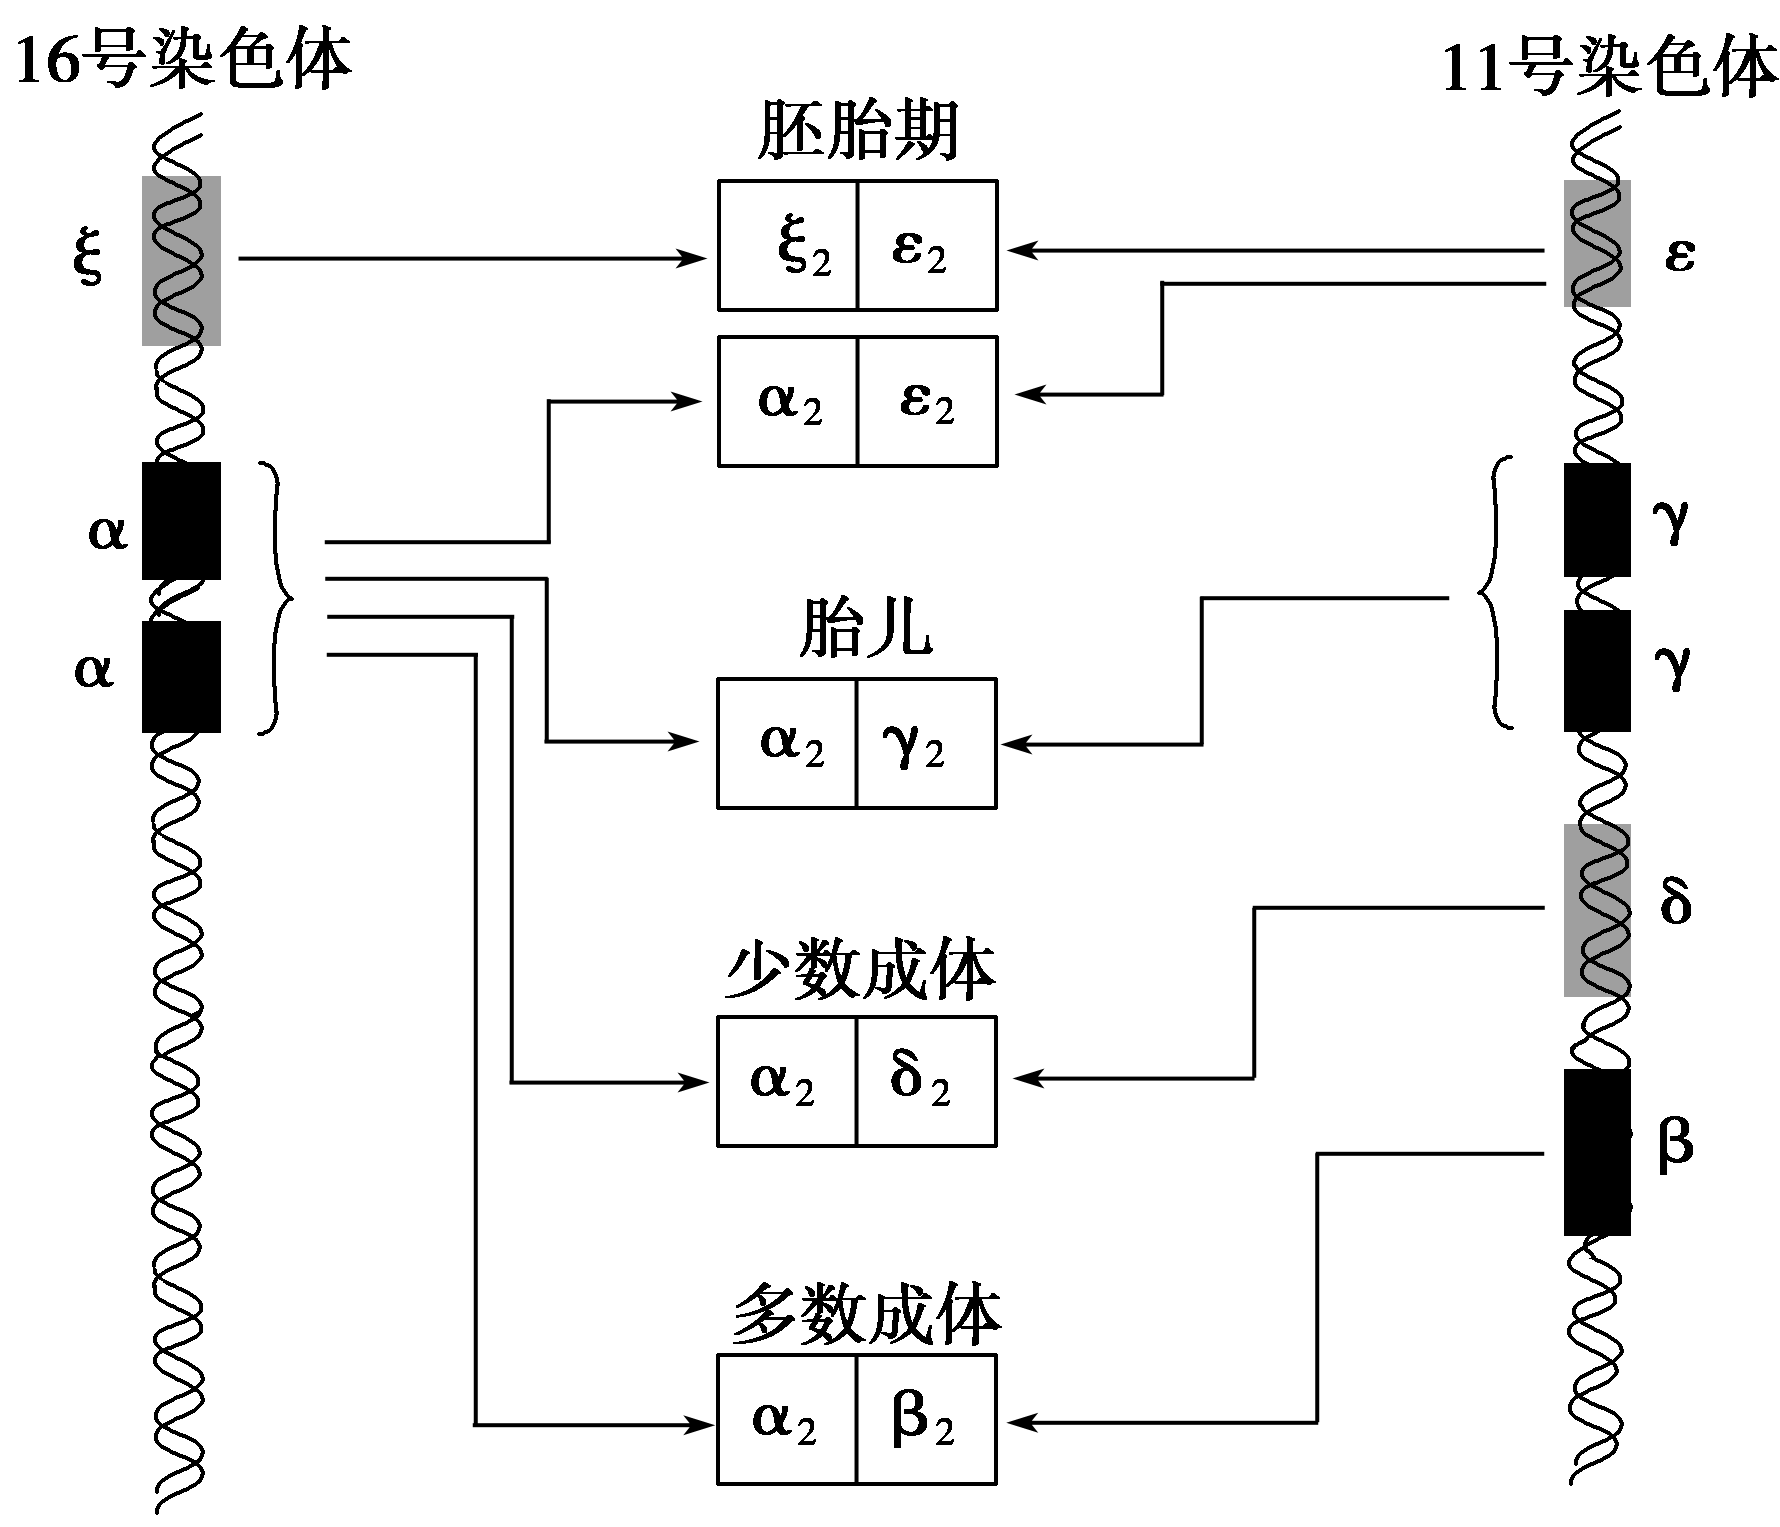 16号染色体
11号染色体
胚胎期
ξ
ξ2 ε2
ε
α2 ε2
α
γ
胎儿
α
γ
α2 γ2
δ
少数成体
α2 δ2
β
多数成体
α2 β2